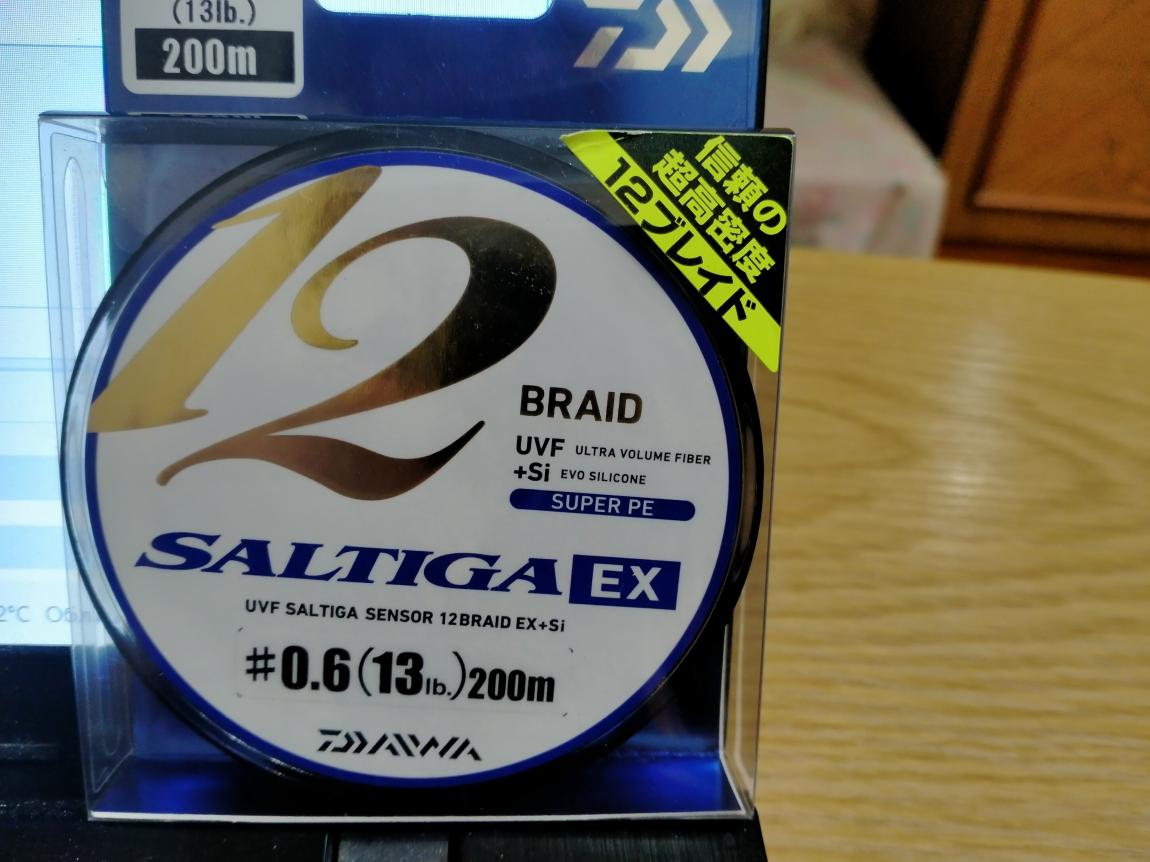 (13lb.)
200m
信頼の
超高密度
12ブレイド
12
BRAID
UVF ULTRA VOLUME FIBER
+Si EVO SILICONE
SUPER PE
SALTIGA EX
UVF SALTIGA SENSOR 12BRAID EX+Si
#0.6(13lb.)200m
DAIWA